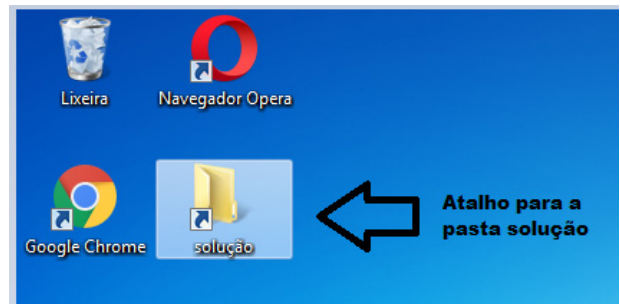 Lixeira
Navegador Opera
Google Chrome
solução
Atalho para a
pasta solução